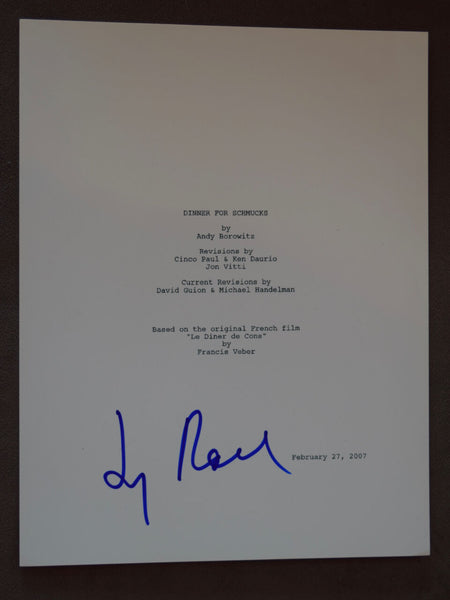 DINNER FOR SCHMUCKS
by
Andy Borowitz
Revisions by
Cinco Paul & Ken Daurio
Jon Vitti
Current Revisions by
David Guion & Michael Handelman
Based on the original French film
"Le Diner de Cons"
by
Francis Veber
February 27, 2007